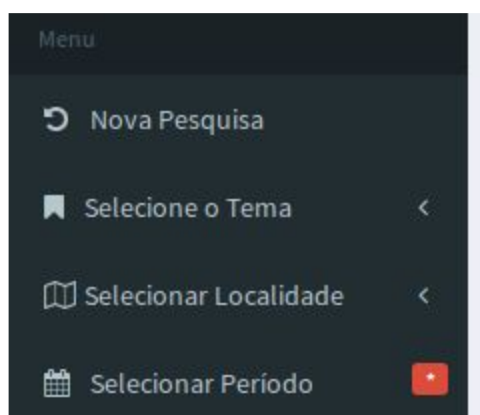 Menu
Nova Pesquisa
Selecione o Tema
Selecionar Localidade
Selecionar Período *